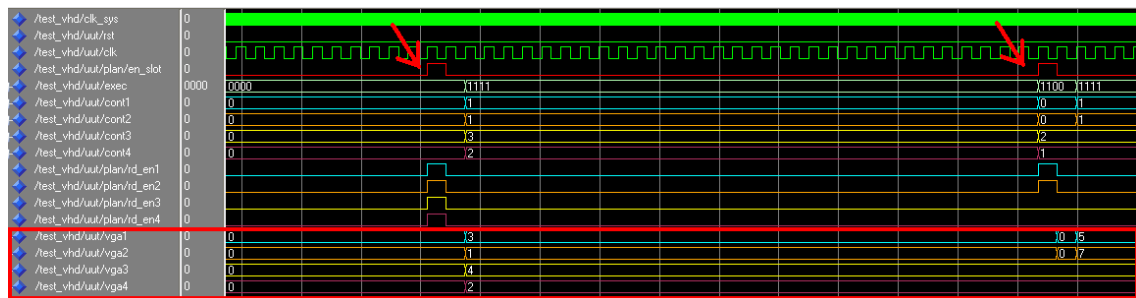 /test_vhd/clk_sys 0
/test_vhd/uut/rst 0
/test_vhd/uut/clk 0
/test_vhd/uut/plan/en_slot 0
/test_vhd/uut/exec 0000 0000 1111 1100 1111
/test_vhd/uut/cont1 0 0 1 0 1
/test_vhd/uut/cont2 0 0 1 0 1
/test_vhd/uut/cont3 0 0 3 2
/test_vhd/uut/cont4 0 0 2 1
/test_vhd/uut/plan/rd_en1 0
/test_vhd/uut/plan/rd_en2 0
/test_vhd/uut/plan/rd_en3 0
/test_vhd/uut/plan/rd_en4 0
/test_vhd/uut/vga1 0 0 3 0 5
/test_vhd/uut/vga2 0 0 1 0 7
/test_vhd/uut/vga3 0 0 4
/test_vhd/uut/vga4 0 0 2